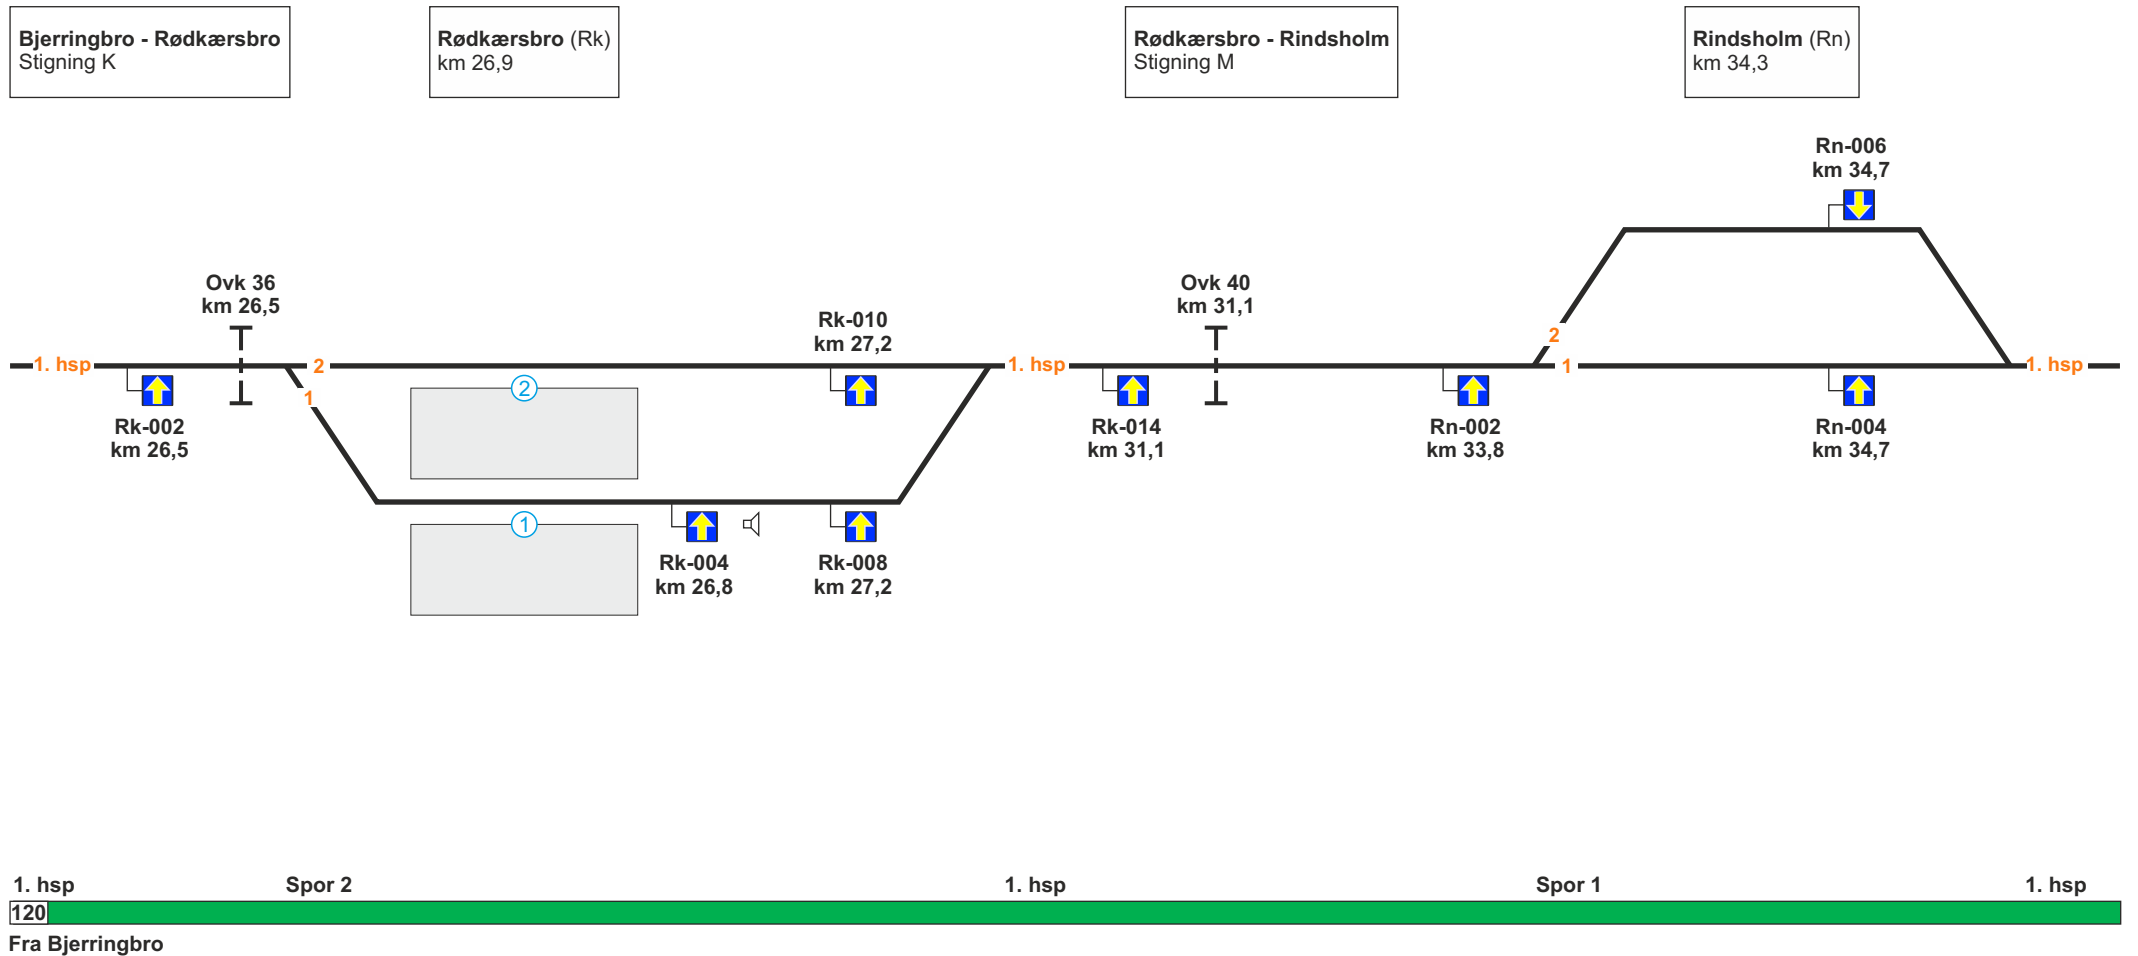 Bjerringbro - Rødkærsbro
Stigning K
Rødkærsbro (Rk)
km 26,9
Rødkærsbro - Rindsholm
Stigning M
Rindsholm (Rn)
km 34,3
Rn-006
km 34,7
Ovk 36
km 26,5
Ovk 40
km 31,1
Rk-010
km 27,2
2
1. hsp
2
1. hsp
1
1. hsp
1
2
Rk-002
km 26,5
Rk-014
km 31,1
Rn-002
km 33,8
Rn-004
km 34,7
1
Rk-004
km 26,8
Rk-008
km 27,2
1. hsp
Spor 2
1. hsp
Spor 1
1. hsp
120
Fra Bjerringbro